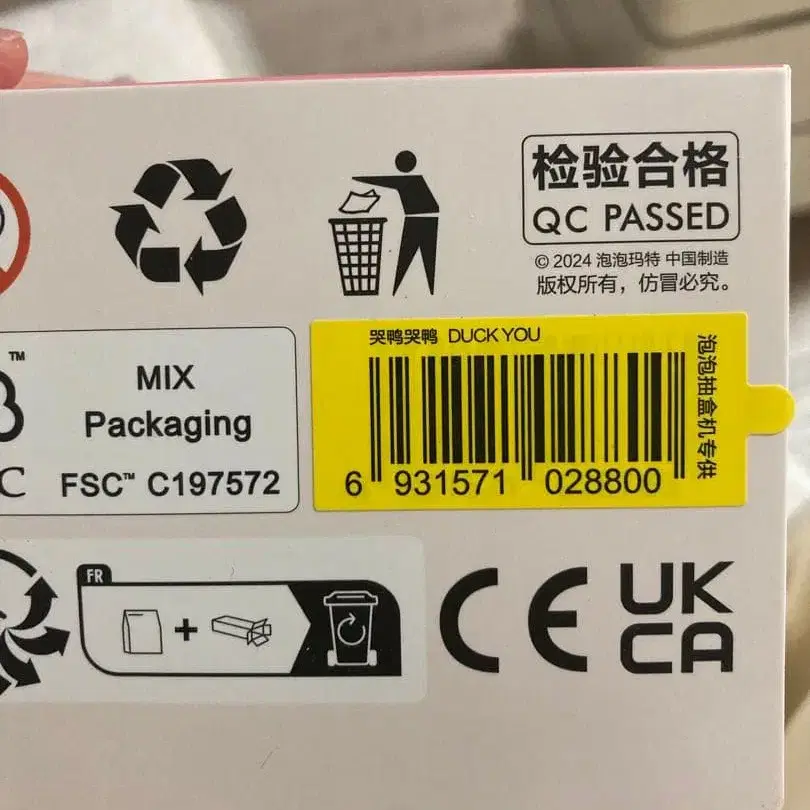 检验合格
QC PASSED
© 2024 泡泡玛特 中国制造
版权所有，仿冒必究。
™
MIX
Packaging
C
FSC™ C197572
哭鸭哭鸭 DUCK YOU
6 931571 028800
泡泡抽盒机专供
FR
CE
UK
CA